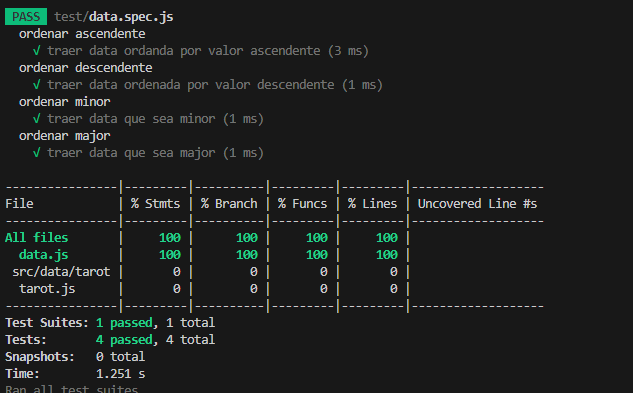 PASS test/data.spec.js
ordenar ascendente
√ traer data ordanda por valor ascendente (3 ms)
ordenar descendente
√ traer data ordenada por valor descendente (1 ms)
ordenar minor
√ traer data que sea minor (1 ms)
ordenar major
√ traer data que sea major (1 ms)
----------------|---------|----------|---------|---------|-------------------
File            | % Stmts | % Branch | % Funcs | % Lines | Uncovered Line #s
----------------|---------|----------|---------|---------|-------------------
All files       |     100 |      100 |     100 |     100 |
  data.js       |     100 |      100 |     100 |     100 |
 src/data/tarot |       0 |        0 |       0 |       0 |
  tarot.js      |       0 |        0 |       0 |       0 |
----------------|---------|----------|---------|---------|-------------------
Test Suites: 1 passed, 1 total
Tests:       4 passed, 4 total
Snapshots:   0 total
Time:        1.251 s
Ran all test suites